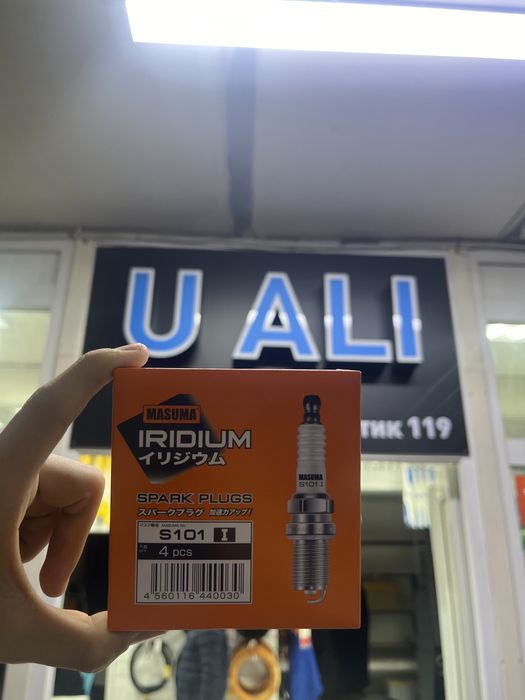 U ALI
ТИК 119
MASUMA
IRIDIUM
イリジウム
MASUMA
S101 I
SPARK PLUGS
スパークプラグ 加速力アップ!
MASUMA No.
S101 I
4 pcs
4 560116 440030